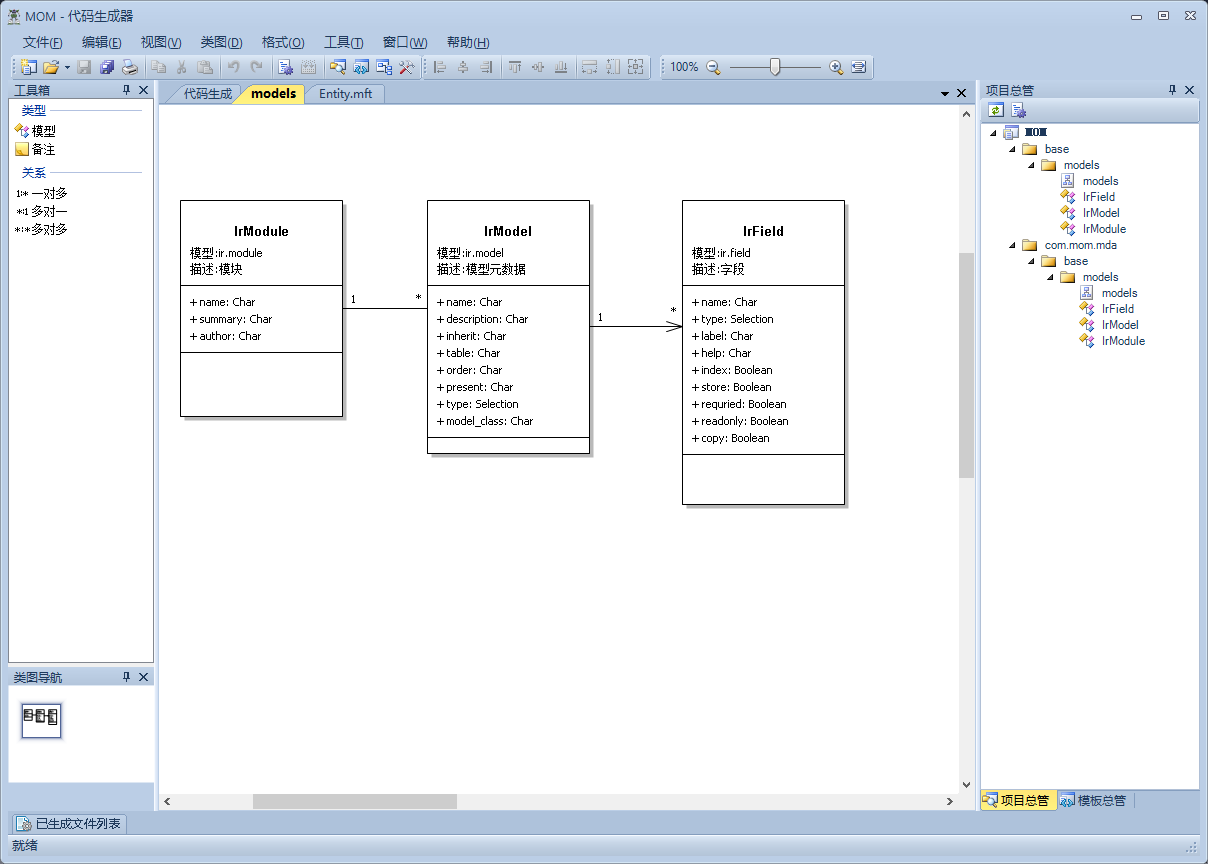 MOM - 代码生成器
文件(F) 编辑(E) 视图(V) 类图(D) 格式(O) 工具(T) 窗口(W) 帮助(H)
100%
工具箱
类型
模型
备注
关系
1:* 一对多
*:1 多对一
*:* 多对多
类图导航
代码生成 models Entity.mft
IrModule
模型:ir.module
描述:模块
+name: Char
+summary: Char
+author: Char
1 *
IrModel
模型:ir.model
描述:模型元数据
+name: Char
+description: Char
+inherit: Char
+table: Char
+order: Char
+present: Char
+type: Selection
+model_class: Char
1 *
IrField
模型:ir.field
描述:字段
+name: Char
+type: Selection
+label: Char
+help: Char
+index: Boolean
+store: Boolean
+requried: Boolean
+readonly: Boolean
+copy: Boolean
项目总管
MOM
base
models
models
IrField
IrModel
IrModule
com.mom.mda
base
models
models
IrField
IrModel
IrModule
项目总管 模板总管
已生成文件列表
就绪